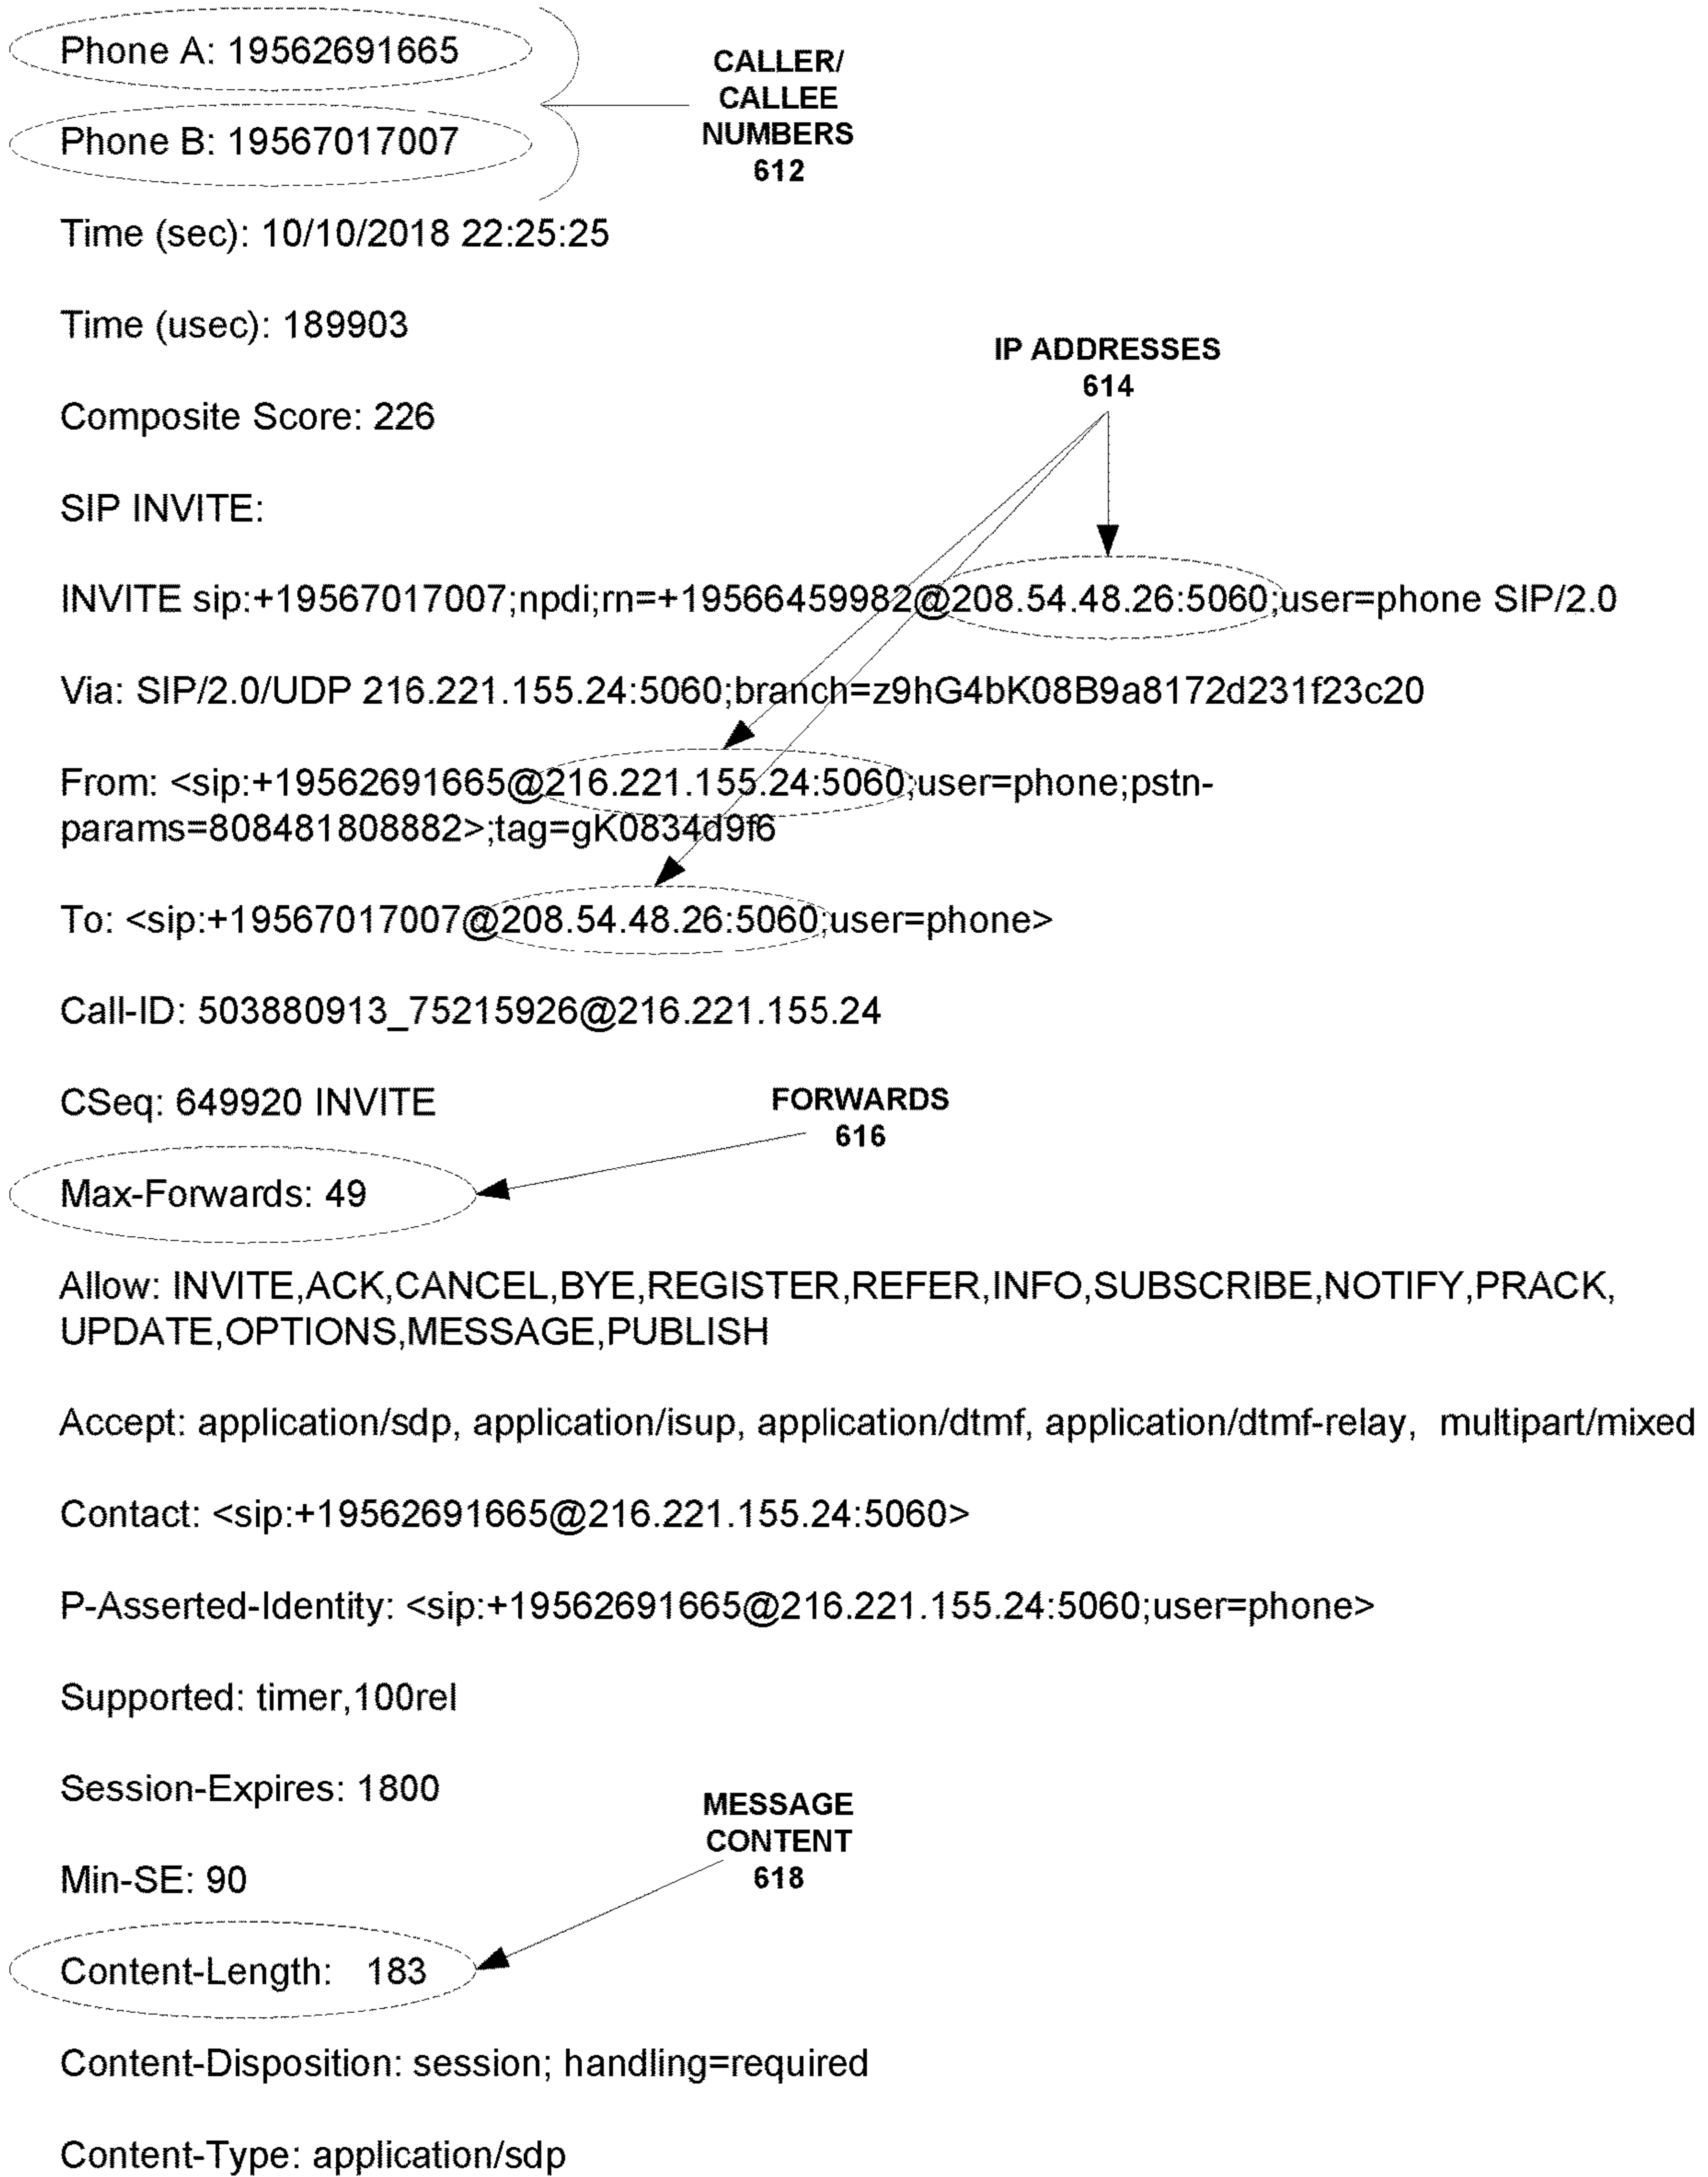 Phone A: 19562691665
CALLER/
CALLEE
NUMBERS
612
Phone B: 19567017007
Time (sec): 10/10/2018 22:25:25
Time (usec): 189903
IP ADDRESSES
614
Composite Score: 226
SIP INVITE:
INVITE sip:+19567017007;npdi;rn=+19566459982@208.54.48.26:5060;user=phone SIP/2.0
Via: SIP/2.0/UDP 216.221.155.24:5060;branch=z9hG4bK08B9a8172d231f23c20
From: <sip:+19562691665@216.221.155.24:5060;user=phone;pstn-
params=808481808882>;tag=gK0834d9f6
To: <sip:+19567017007@208.54.48.26:5060;user=phone>
Call-ID: 503880913_75215926@216.221.155.24
CSeq: 649920 INVITE
FORWARDS
616
Max-Forwards: 49
Allow: INVITE,ACK,CANCEL,BYE,REGISTER,REFER,INFO,SUBSCRIBE,NOTIFY,PRACK,
UPDATE,OPTIONS,MESSAGE,PUBLISH
Accept: application/sdp, application/isup, application/dtmf, application/dtmf-relay, multipart/mixed
Contact: <sip:+19562691665@216.221.155.24:5060>
P-Asserted-Identity: <sip:+19562691665@216.221.155.24:5060;user=phone>
Supported: timer,100rel
Session-Expires: 1800
MESSAGE
CONTENT
618
Min-SE: 90
Content-Length: 183
Content-Disposition: session; handling=required
Content-Type: application/sdp